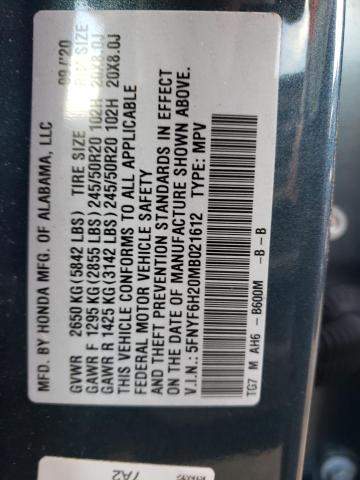 MFD. BY HONDA MFG. OF ALABAMA, LLC 09/'20
GVWR 2650 KG(5842 LBS) TIRE SIZE RIM SIZE
GAWR F 1295 KG(2855 LBS)245/50R20 102H 20X8.0J
GAWR R 1425 KG(3142 LBS)245/50R20 102H 20X8.0J
THIS VEHICLE CONFORMS TO ALL APPLICABLE
FEDERAL MOTOR VEHICLE SAFETY
AND THEFT PREVENTION STANDARDS IN EFFECT
ON THE DATE OF MANUFACTURE SHOWN ABOVE.
V.I.N.: 5FNYF6H20MB021612 TYPE: MPV
TG7 M AH6 - B600M -B -B
7A2